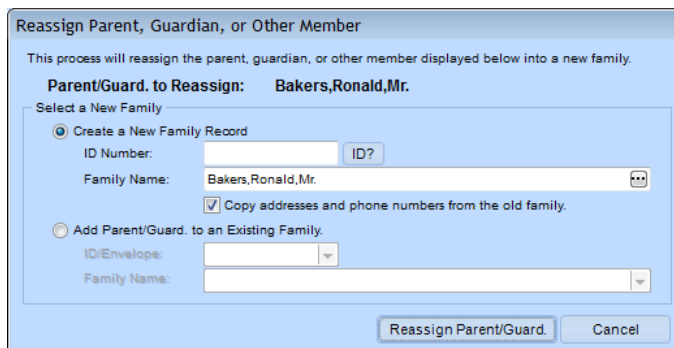 Reassign Parent, Guardian, or Other Member
This process will reassign the parent, guardian, or other member displayed below into a new family.
Parent/Guard. to Reassign: Bakers,Ronald,Mr.
Select a New Family
Create a New Family Record
ID Number: ID?
Family Name: Bakers,Ronald,Mr. ...
Copy addresses and phone numbers from the old family.
Add Parent/Guard. to an Existing Family.
ID/Envelope:
Family Name:
Reassign Parent/Guard. Cancel